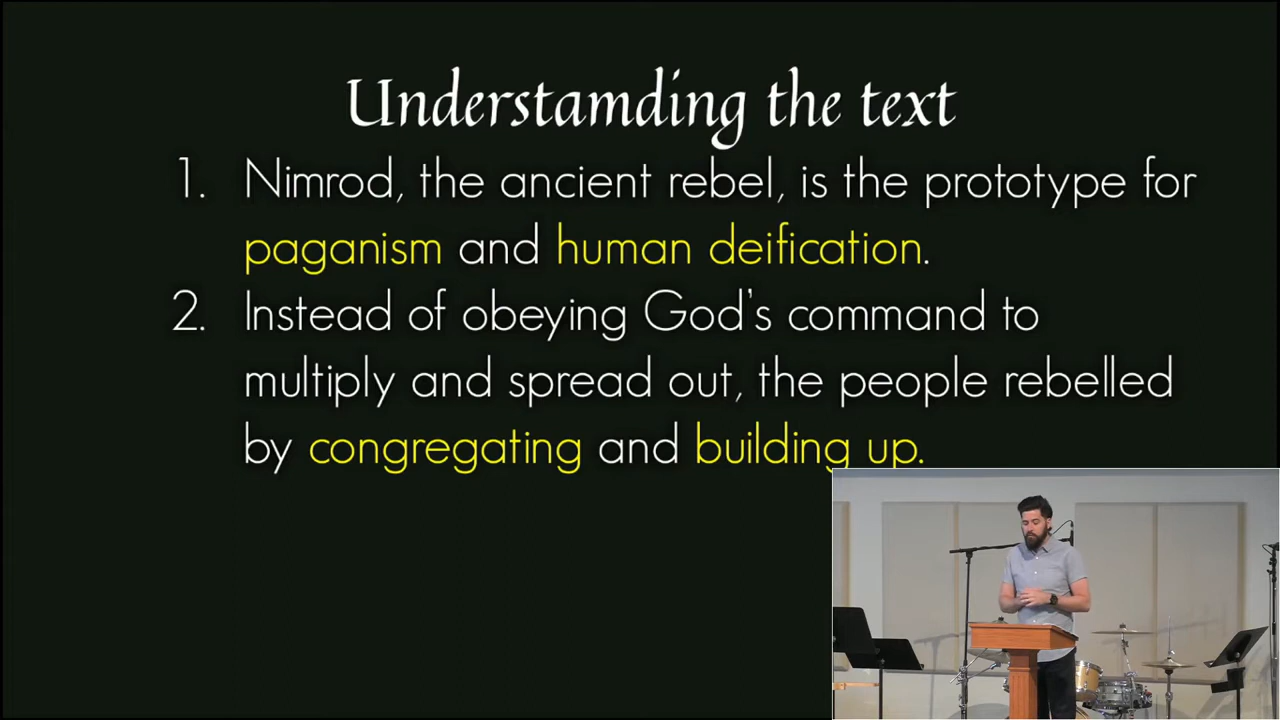 Understamding the text
1. Nimrod, the ancient rebel, is the prototype for
paganism and human deification.
2. Instead of obeying God's command to
multiply and spread out, the people rebelled
by congregating and building up.